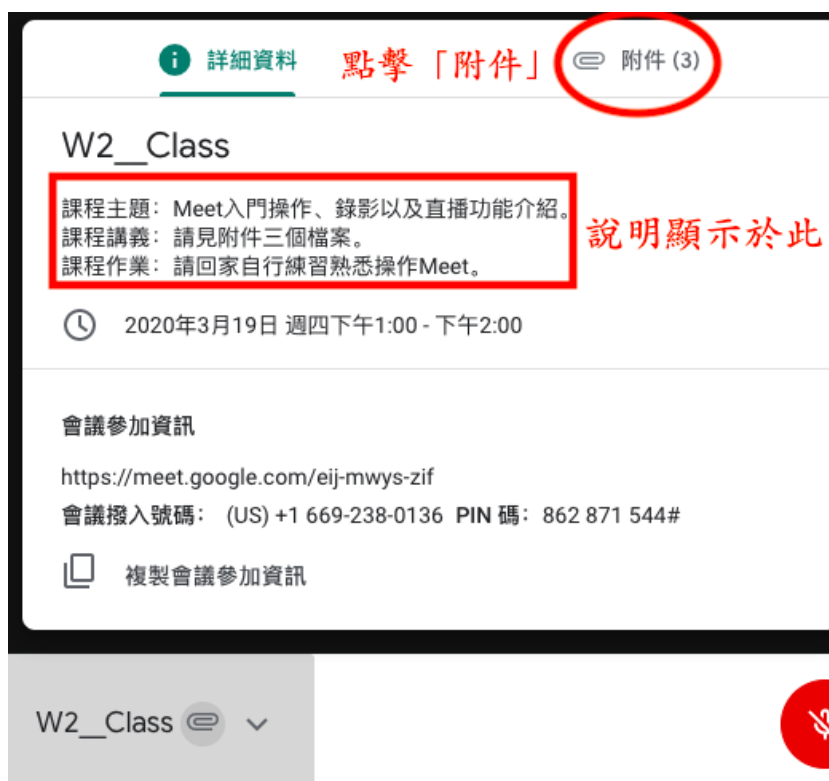 詳細資料 點擊「附件」 附件 (3)
W2__Class
課程主題：Meet入門操作、錄影以及直播功能介紹。
課程講義：請見附件三個檔案。
課程作業：請回家自行練習熟悉操作Meet。
說明顯示於此
2020年3月19日 週四下午1:00 - 下午2:00
會議參加資訊
https://meet.google.com/eij-mwys-zif
會議撥入號碼： (US) +1 669-238-0136 PIN 碼：862 871 544#
複製會議參加資訊
W2__Class